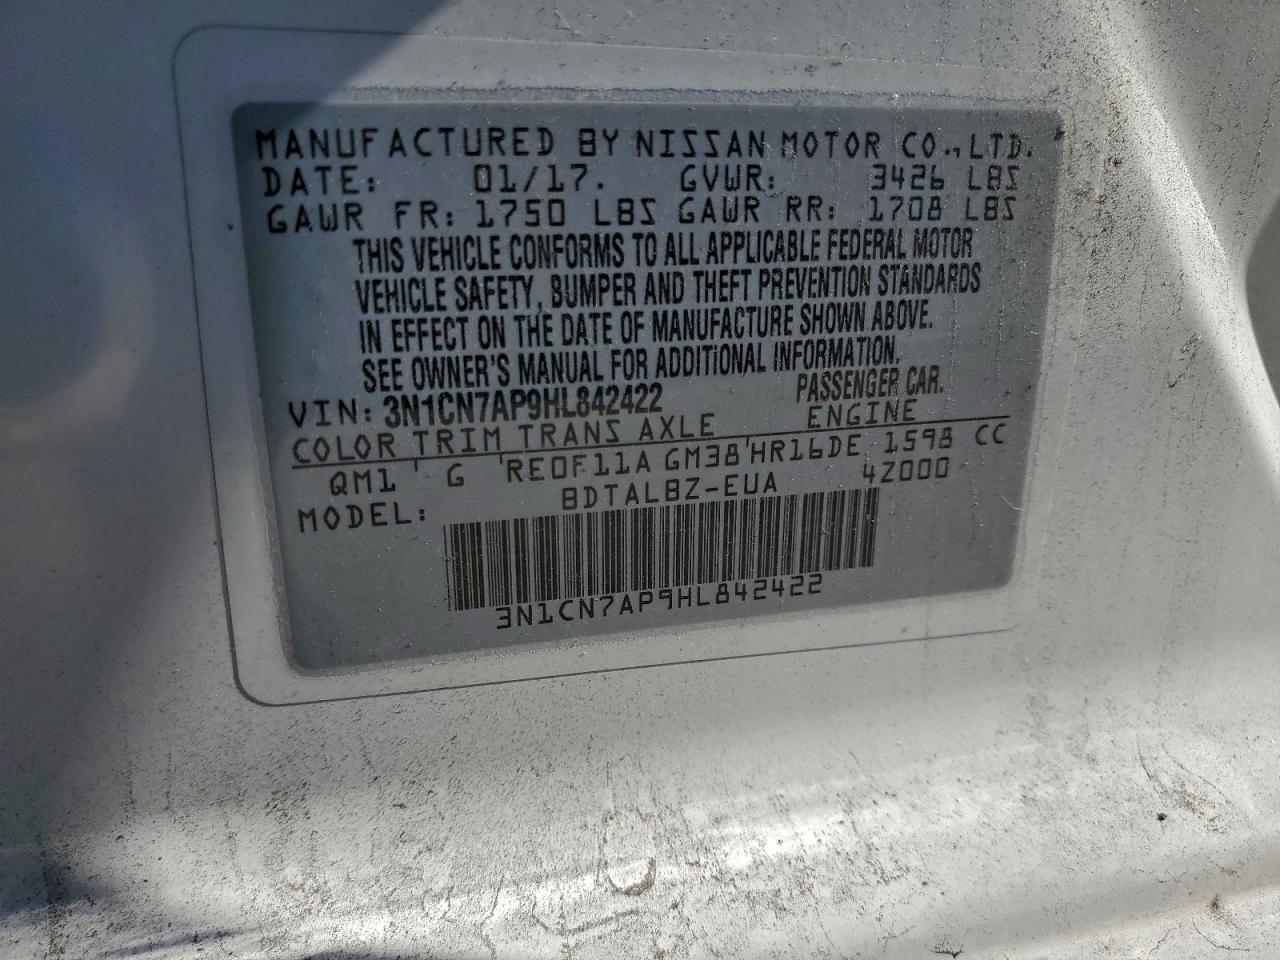 MANUFACTURED BY NISSAN MOTOR CO., LTD.
DATE: 01/17. GVWR: 3426 LBS
GAWR FR: 1750 LBS GAWR RR: 1708 LBS
THIS VEHICLE CONFORMS TO ALL APPLICABLE FEDERAL MOTOR
VEHICLE SAFETY, BUMPER AND THEFT PREVENTION STANDARDS
IN EFFECT ON THE DATE OF MANUFACTURE SHOWN ABOVE.
SEE OWNER'S MANUAL FOR ADDITIONAL INFORMATION.
VIN: 3N1CN7AP9HL842422 PASSENGER CAR.
COLOR TRIM TRANS AXLE ENGINE
QM1 G RE0F11A GM38 HR16DE 1598 CC
MODEL: BDTALBZ-EUA 4Z000
3N1CN7AP9HL842422